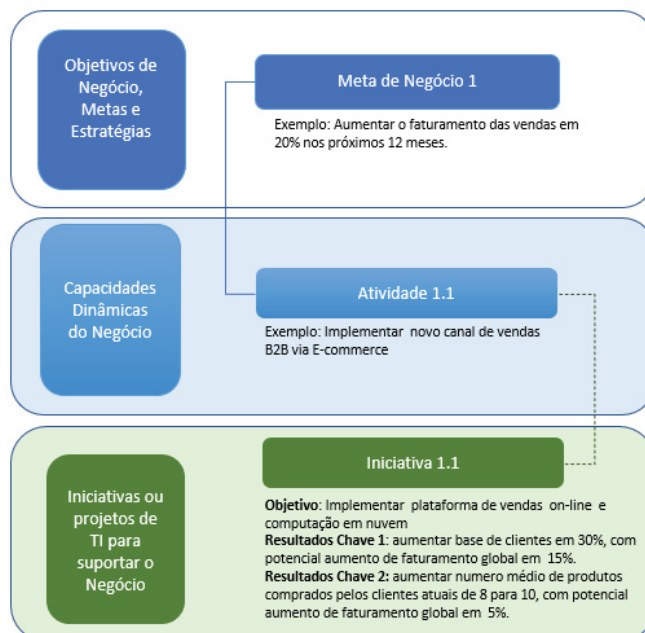 Objetivos de
Negócio,
Metas e
Estratégias
Meta de Negócio 1
Exemplo: Aumentar o faturamento das vendas em
20% nos próximos 12 meses.
Capacidades
Dinâmicas
do Negócio
Atividade 1.1
Exemplo: Implementar novo canal de vendas
B2B via E-commerce
Iniciativas ou
projetos de
TI para
suportar o
Negócio
Iniciativa 1.1
Objetivo: Implementar plataforma de vendas on-line e
computação em nuvem
Resultados Chave 1: aumentar base de clientes em 30%, com
potencial aumento de faturamento global em 15%.
Resultados Chave 2: aumentar numero médio de produtos
comprados pelos clientes atuais de 8 para 10, com potencial
aumento de faturamento global em 5%.